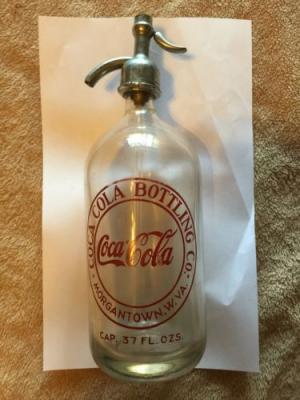 COCA COLA BOTTLING CO.
Coca-Cola
MORGANTOWN, W. VA.
CAP. 37 FL. OZS.